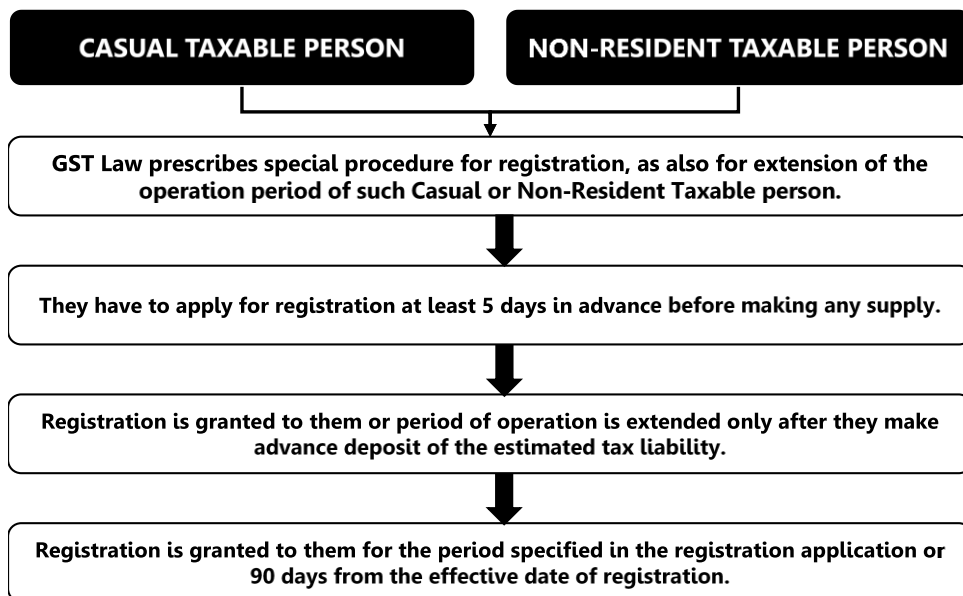 CASUAL TAXABLE PERSON
NON-RESIDENT TAXABLE PERSON
GST Law prescribes special procedure for registration, as also for extension of the
operation period of such Casual or Non-Resident Taxable person.
They have to apply for registration at least 5 days in advance before making any supply.
Registration is granted to them or period of operation is extended only after they make
advance deposit of the estimated tax liability.
Registration is granted to them for the period specified in the registration application or
90 days from the effective date of registration.